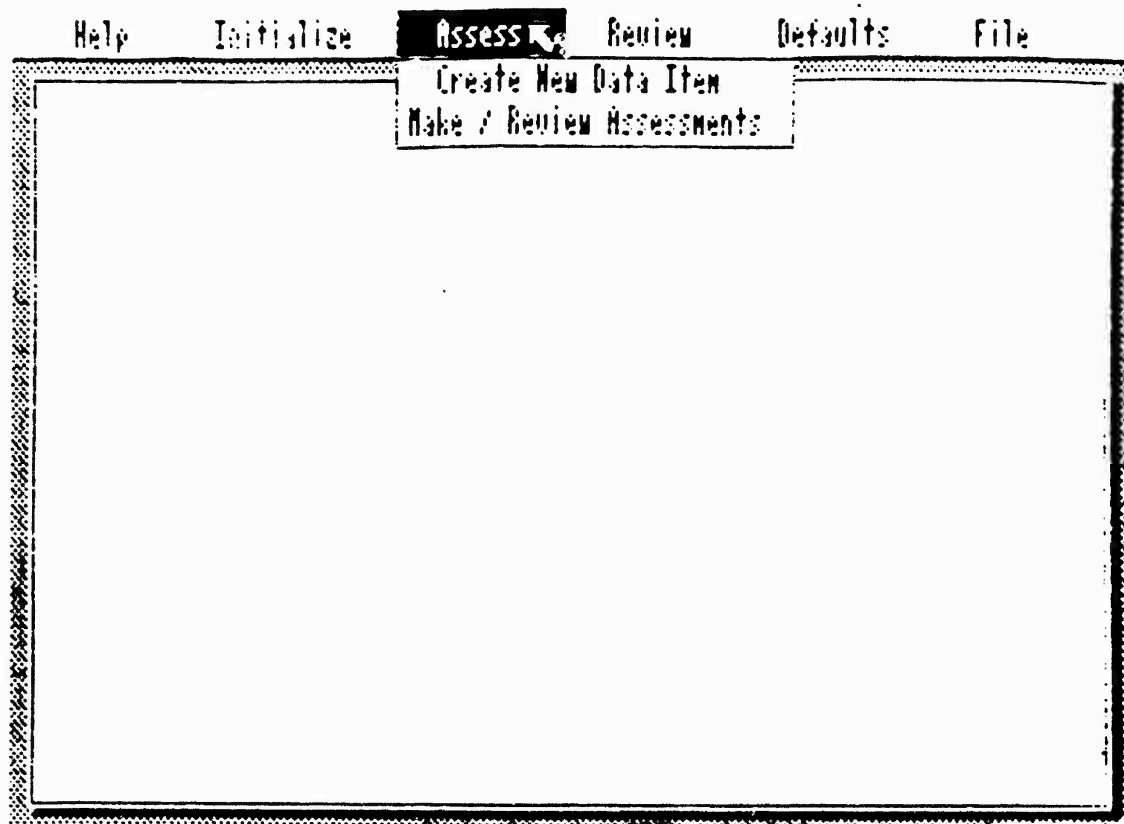 Help Initialize Assess Review Defaults File
Create New Data Item
Make / Review Assessments